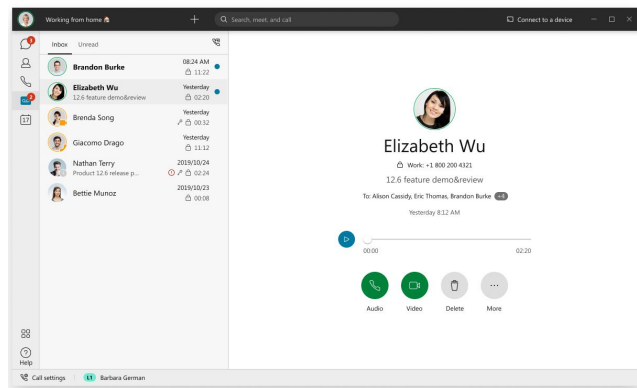 Working from home
Search, meet, and call
Connect to a device
3
2
17
Help
Inbox
Unread
Brandon Burke
08:24 AM
11:22
Elizabeth Wu
Yesterday
12.6 feature demo&review
02:20
Brenda Song
Yesterday
00:32
Giacomo Drago
Yesterday
11:12
Nathan Terry
2019/10/24
Product 12.6 release p...
02:24
Bettie Munoz
2019/10/23
00:08
Elizabeth Wu
Work: +1 800 200 4321
12.6 feature demo&review
To: Alison Cassidy, Eric Thomas, Brandon Burke +4
Yesterday 8:12 AM
00:00
02:20
Audio
Video
Delete
More
Call settings
L1
Barbara German